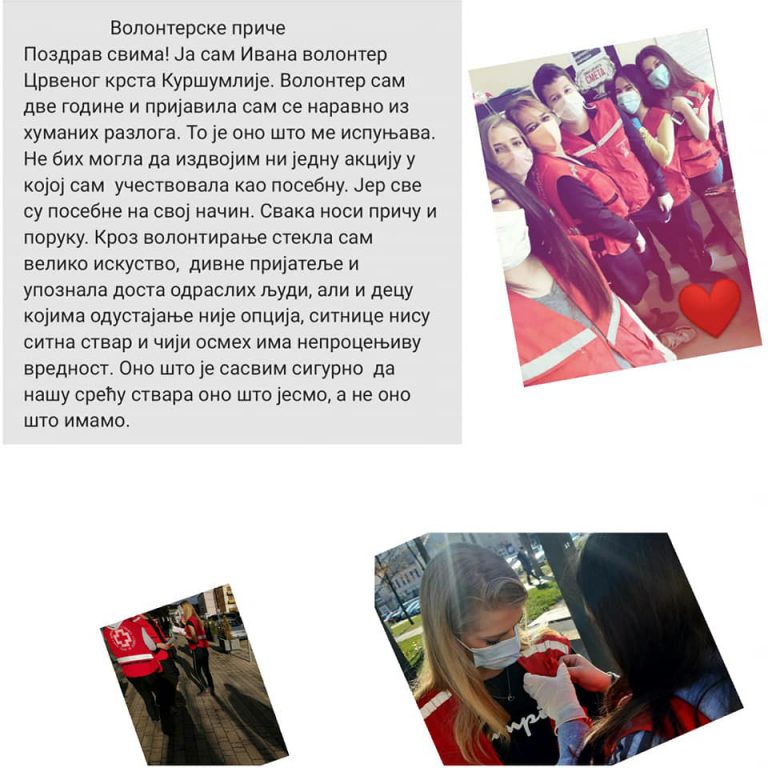 Волонтерске приче
Поздрав свима! Ја сам Ивана волонтер
Црвеног крста Куршумлије. Волонтер сам
две године и пријавила сам се наравно из
хуманих разлога. То је оно што ме испуњава.
Не бих могла да издвојим ни једну акцију у
којој сам учествовала као посебну. Јер све
су посебне на свој начин. Свака носи причу и
поруку. Кроз волонтирање стекла сам
велико искуство, дивне пријатеље и
упознала доста одраслих људи, али и децу
којима одустајање није опција, ситнице нису
ситна ствар и чији осмех има непроцењиву
вредност. Оно што је сасвим сигурно да
нашу срећу ствара оно што јесмо, а не оно
што имамо.
СМЕТА